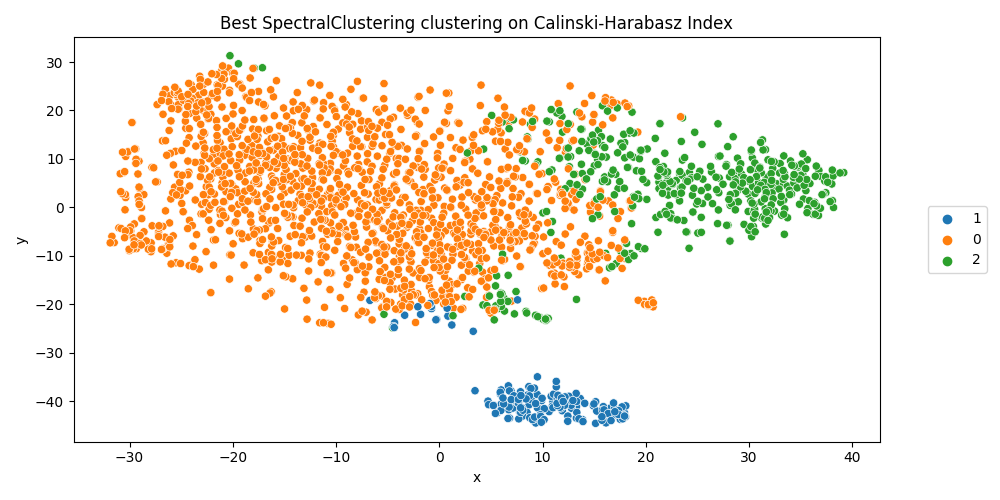 Best SpectralClustering clustering on Calinski-Harabasz Index
30
20
10
0
−10
−20
−30
−40
y
−30 −20 −10 0 10 20 30 40
x
1
0
2